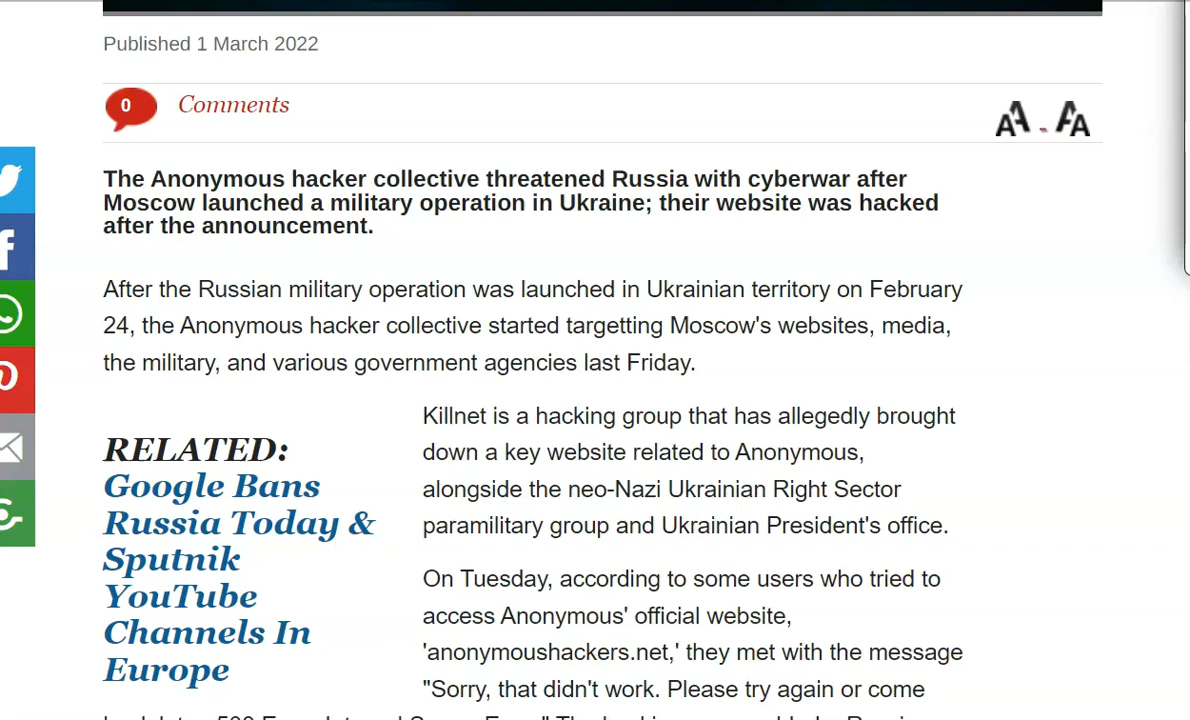 Published 1 March 2022
0 Comments
AA - AA
The Anonymous hacker collective threatened Russia with cyberwar after
Moscow launched a military operation in Ukraine; their website was hacked
after the announcement.
After the Russian military operation was launched in Ukrainian territory on February
24, the Anonymous hacker collective started targetting Moscow's websites, media,
the military, and various government agencies last Friday.
RELATED:
Google Bans
Russia Today &
Sputnik
YouTube
Channels In
Europe
Killnet is a hacking group that has allegedly brought
down a key website related to Anonymous,
alongside the neo-Nazi Ukrainian Right Sector
paramilitary group and Ukrainian President's office.
On Tuesday, according to some users who tried to
access Anonymous' official website,
'anonymoushackers.net,' they met with the message
"Sorry, that didn't work. Please try again or come